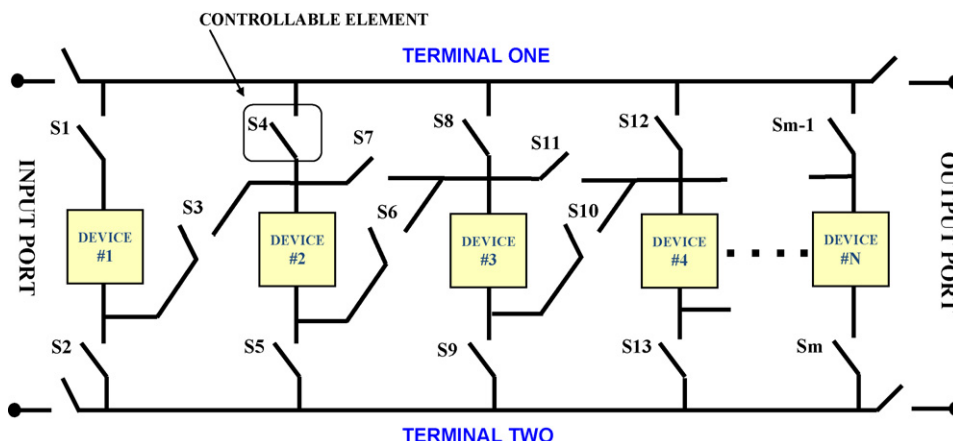 CONTROLLABLE ELEMENT
TERMINAL ONE
S1
S4
S7
S8
S11
S12
Sm-1
INPUT PORT
OUTPUT PORT
S3
S6
S10
DEVICE
#1
DEVICE
#2
DEVICE
#3
DEVICE
#4
DEVICE
#N
S2
S5
S9
S13
Sm
TERMINAL TWO